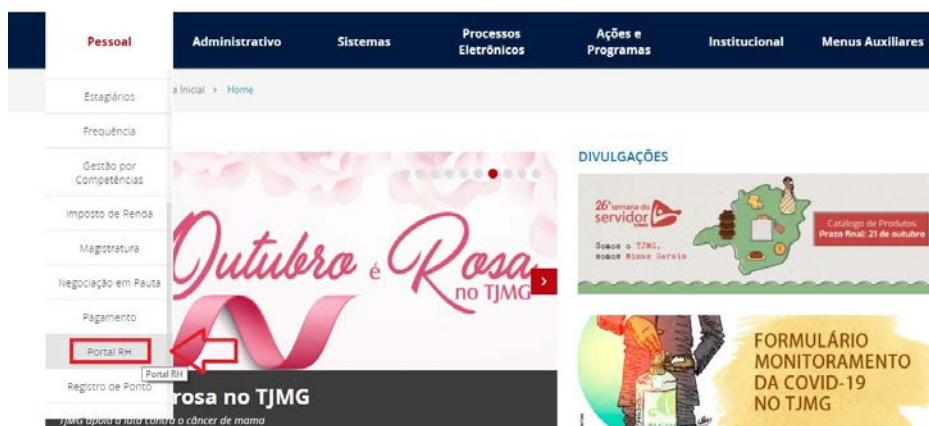 Pessoal
Administrativo
Sistemas
Processos
Eletrônicos
Ações e
Programas
Institucional
Menus Auxiliares
a Inicial > Home
Estagiários
Frequência
Gestão por
Competências
Imposto de Renda
Magistratura
Negociação em Pauta
Pagamento
Portal RH
Portal RH
Registro de Ponto
Outubro é Rosa
no TJMG
rosa no TJMG
TJMG apoia a luta contra o câncer de mama
DIVULGAÇÕES
26ª semana do
servidor
TJMG
Somos o TJMG,
somos Minas Gerais
Catálogo de Produtos
Prazo final: 21 de outubro
FORMULÁRIO
MONITORAMENTO
DA COVID-19
NO TJMG